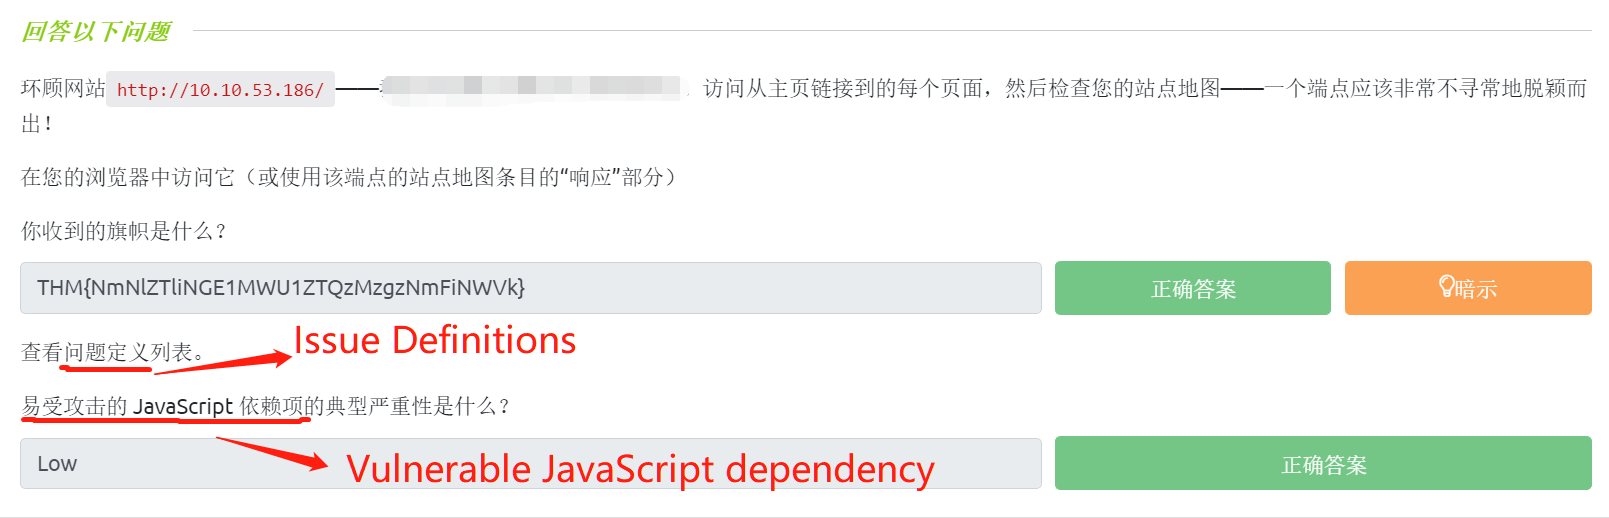 回答以下问题
环顾网站 http://10.10.53.186/ —— 访问从主页链接到的每个页面，然后检查您的站点地图——一个端点应该非常不寻常地脱颖而
出！
在您的浏览器中访问它（或使用该端点的站点地图条目的“响应”部分）
你收到的旗帜是什么？
THM{NmNlZTliNGE1MWU1ZTQzMzgzNmFiNWVk} 正确答案 暗示
Issue Definitions
查看问题定义列表。
易受攻击的 JavaScript 依赖项的典型严重性是什么？
Low 正确答案
Vulnerable JavaScript dependency